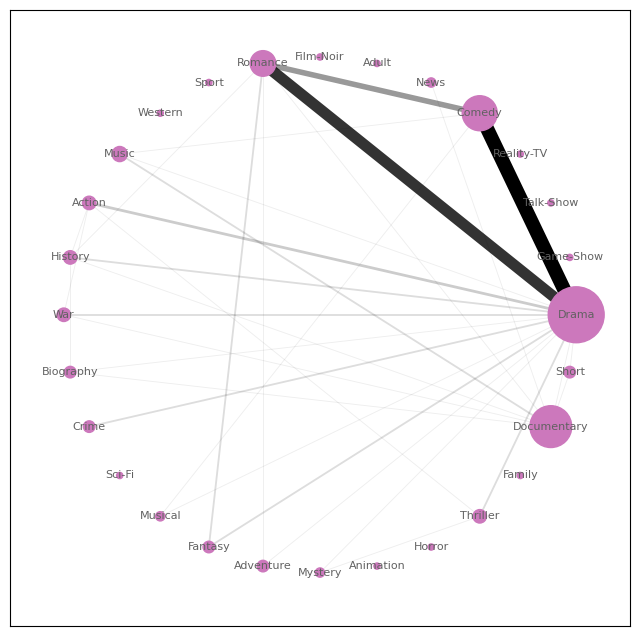 Film-Noir
Romance
Adult
Sport
News
Western
Comedy
Music
Reality-TV
Action
Talk-Show
History
Game-Show
War
Drama
Biography
Short
Crime
Documentary
Sci-Fi
Family
Musical
Thriller
Fantasy
Horror
Adventure
Animation
Mystery